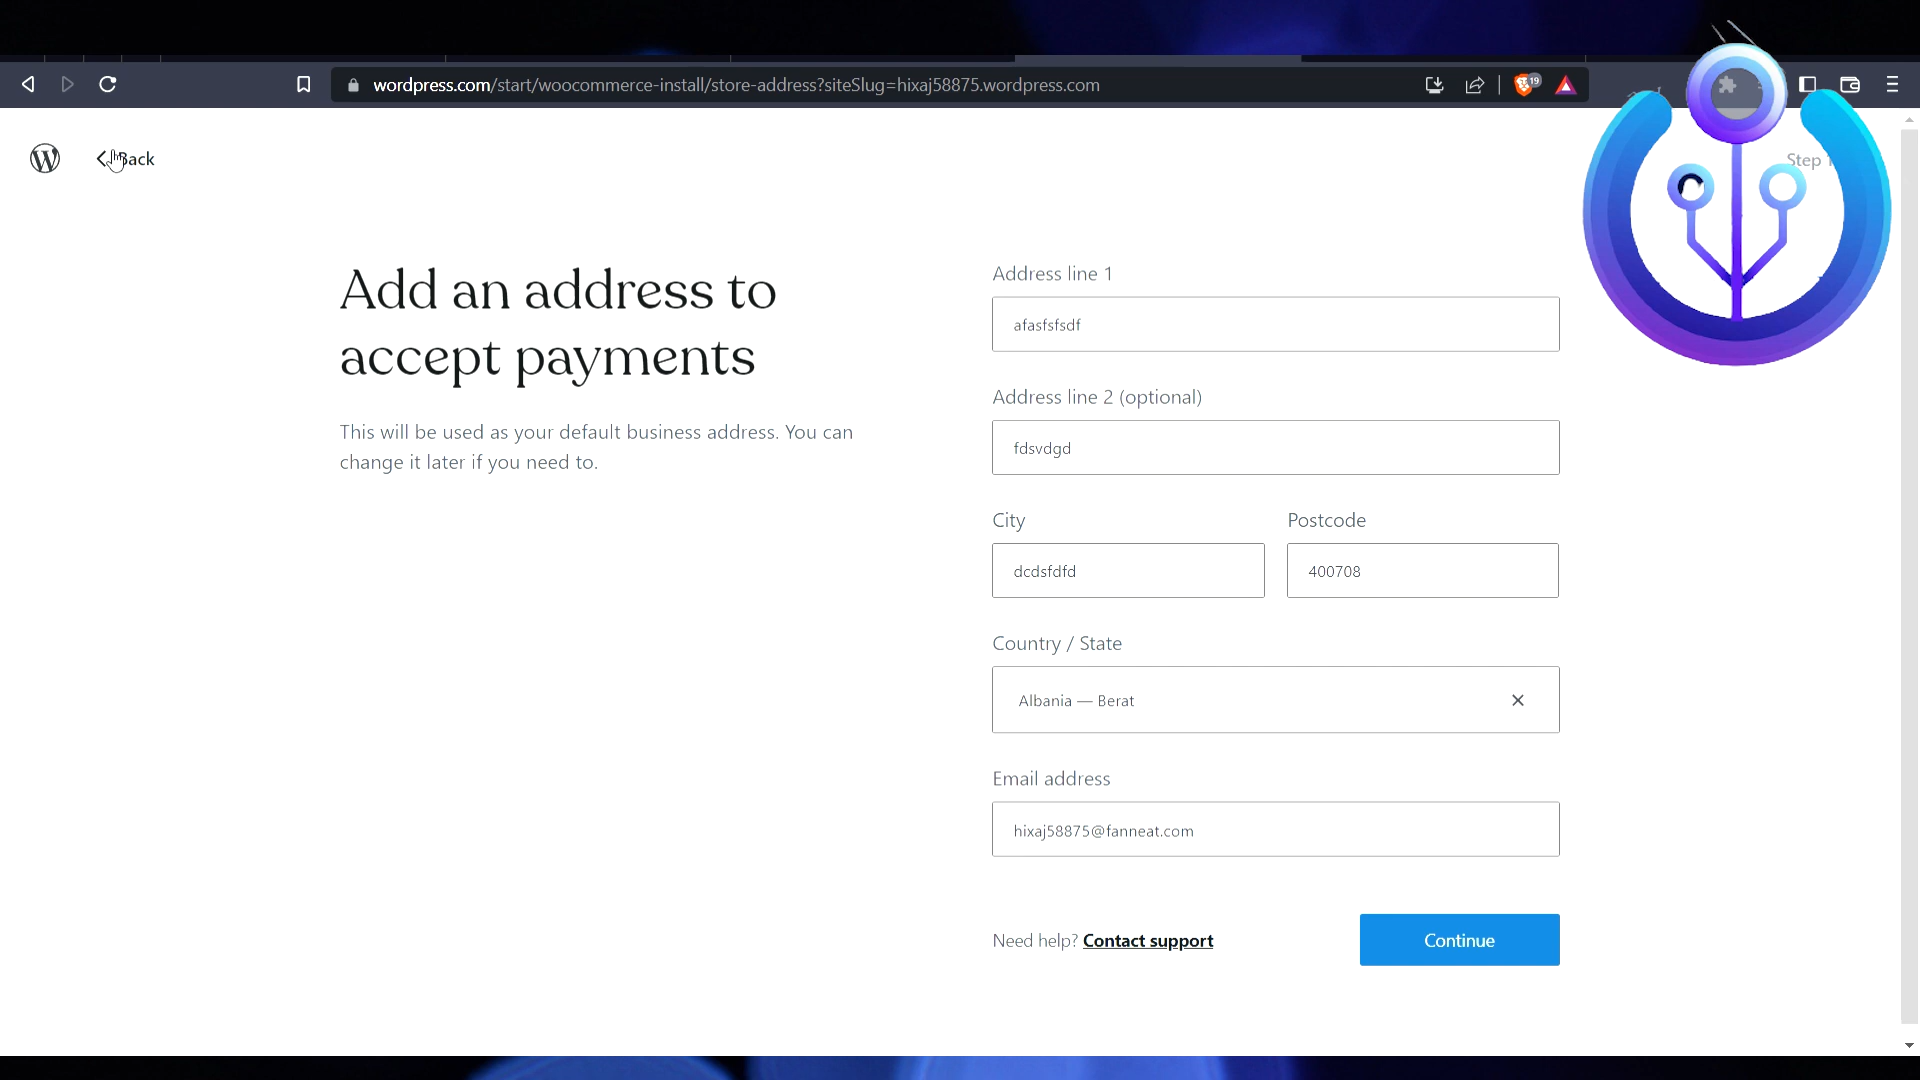 wordpress.com/start/woocommerce-install/store-address?siteSlug=hixaj58875.wordpress.com
19
Back
Step
Add an address to
accept payments
This will be used as your default business address. You can
change it later if you need to.
Address line 1
afasfsfsdf
Address line 2 (optional)
fdsvdgd
City
Postcode
dcdsfdfd
400708
Country / State
Albania — Berat
Email address
hixaj58875@fanneat.com
Need help? Contact support
Continue